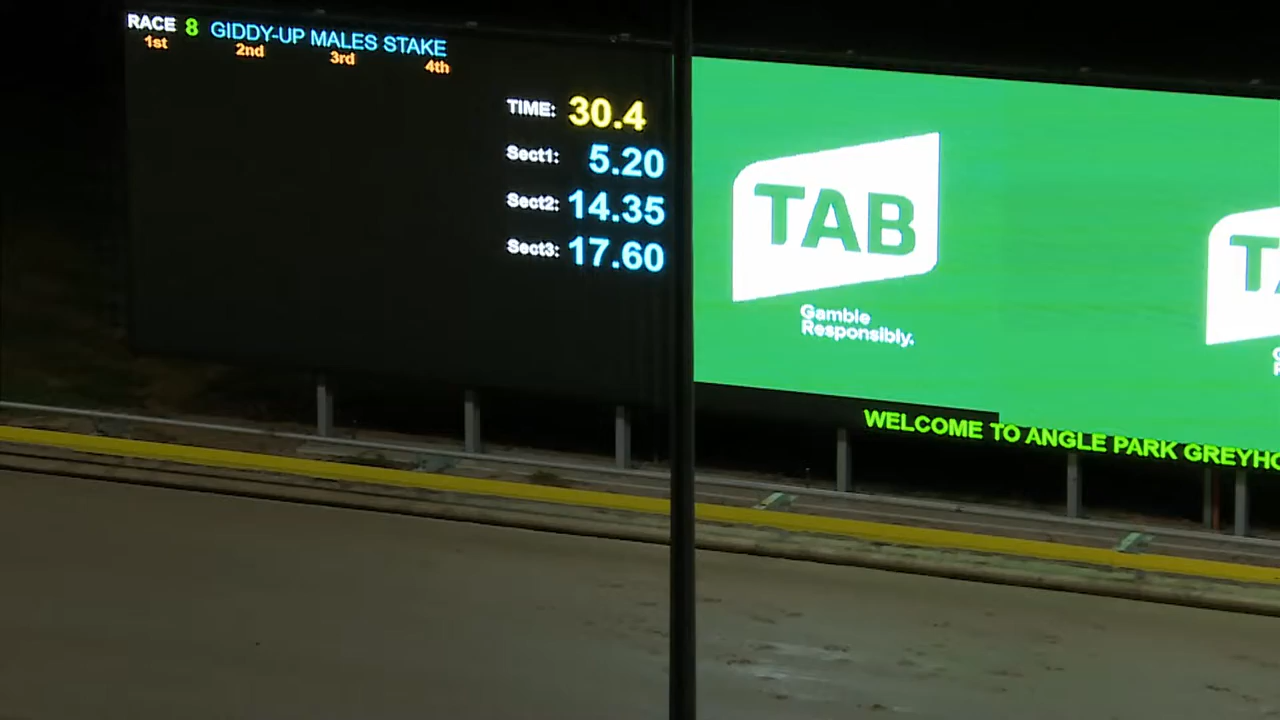 RACE 8 GIDDY-UP MALES STAKE
1st 2nd 3rd 4th
TIME: 30.4
Sect1: 5.20
Sect2: 14.35
Sect3: 17.60
TAB
Gamble
Responsibly.
WELCOME TO ANGLE PARK GREYHO